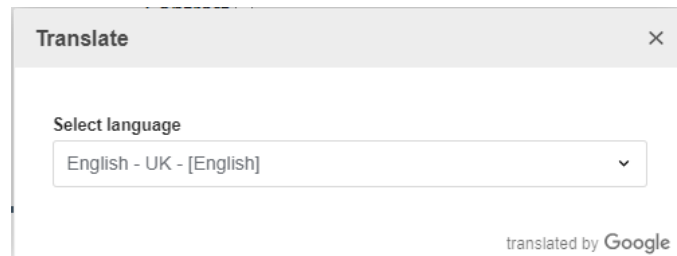 Translate
Select language
English - UK - [English]
translated by Google